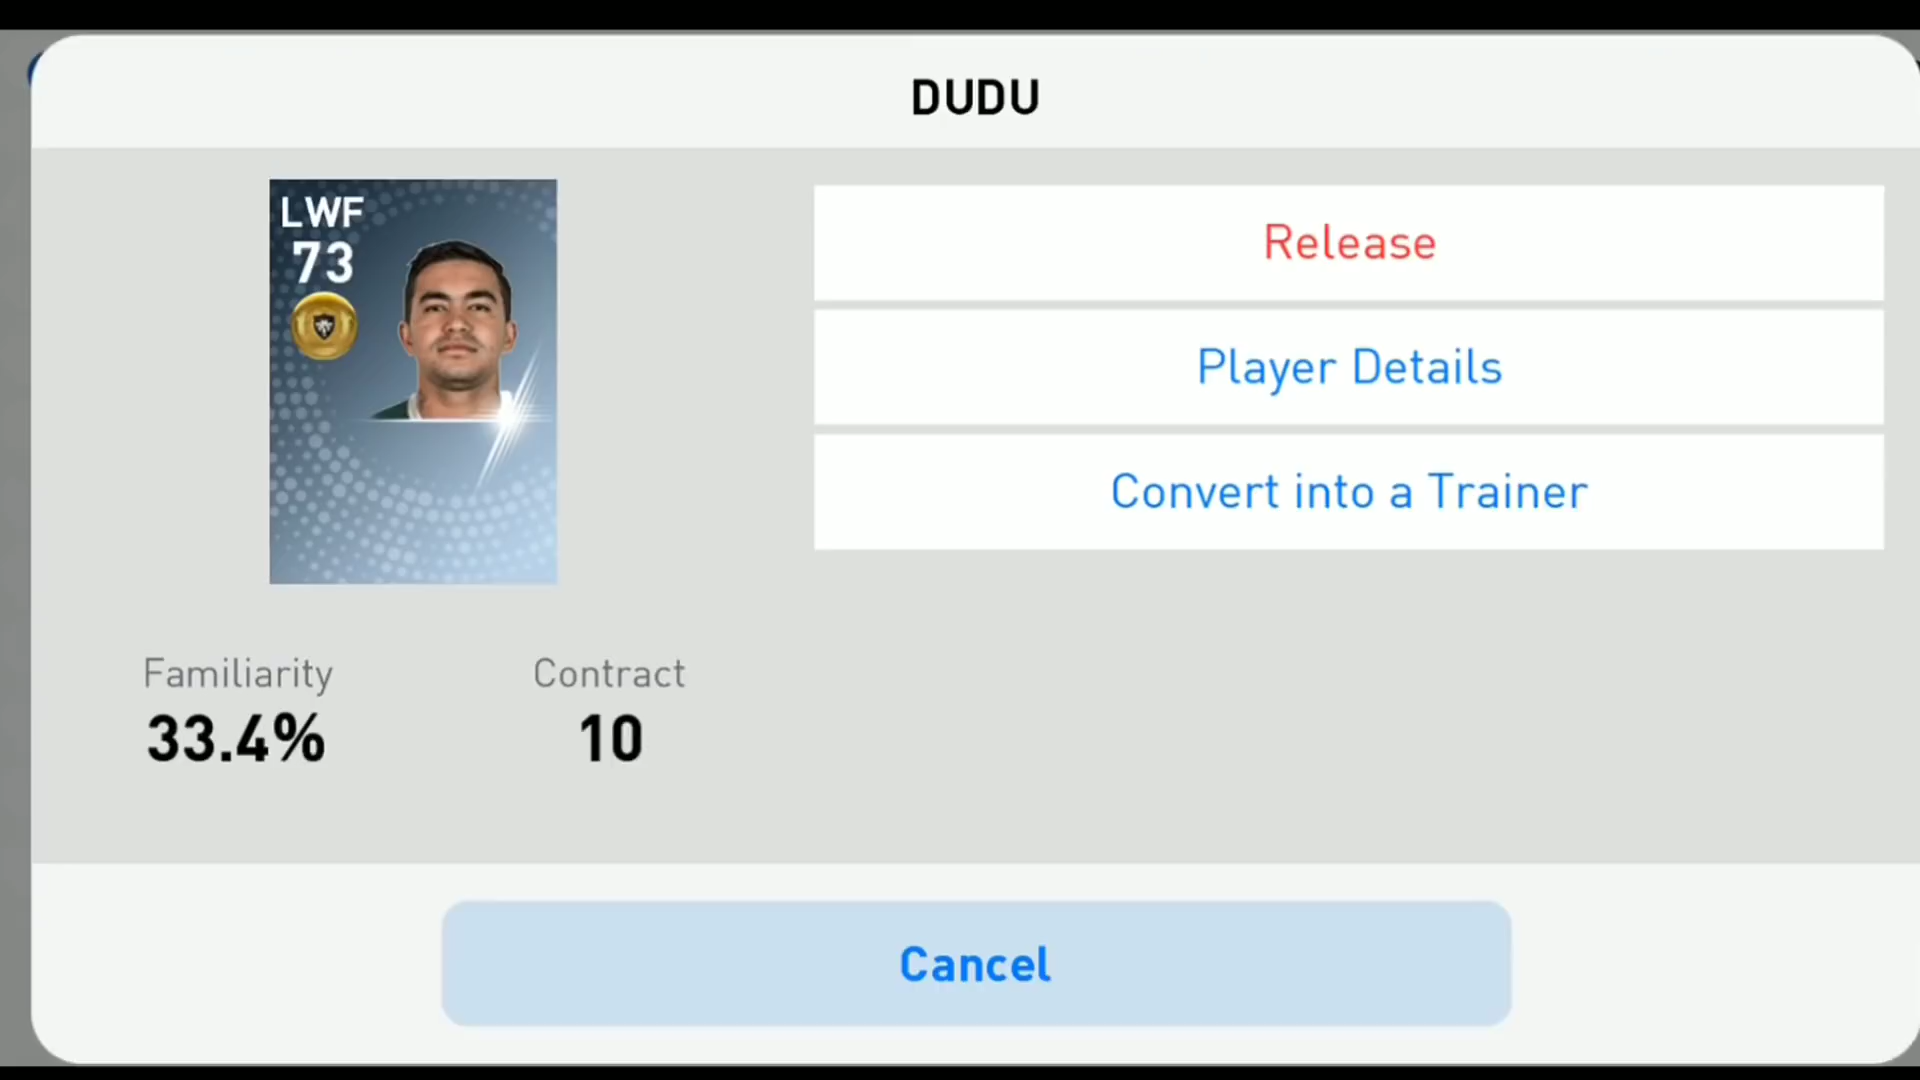 DUDU
LWF
73
Release
Player Details
Convert into a Trainer
Familiarity
33.4%
Contract
10
Cancel